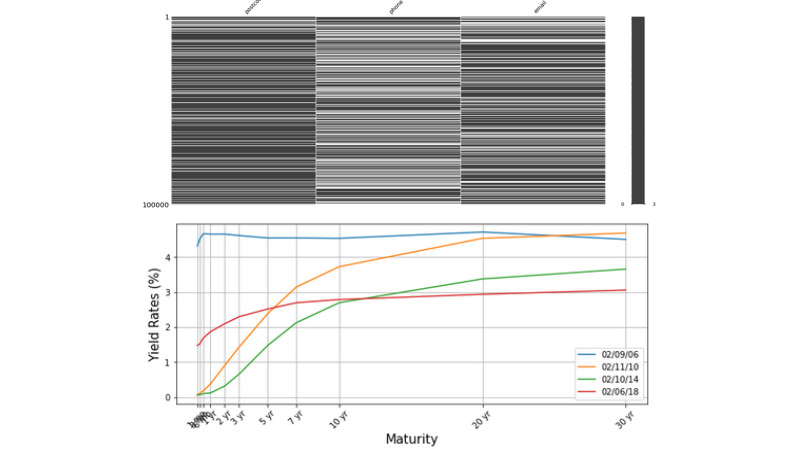 phone
email
1
100000
0
3
4
3
2
1
0
Yield Rates (%)
02/09/06
02/11/10
02/10/14
02/06/18
1 yr
2 yr
3 yr
5 yr
7 yr
10 yr
20 yr
30 yr
Maturity